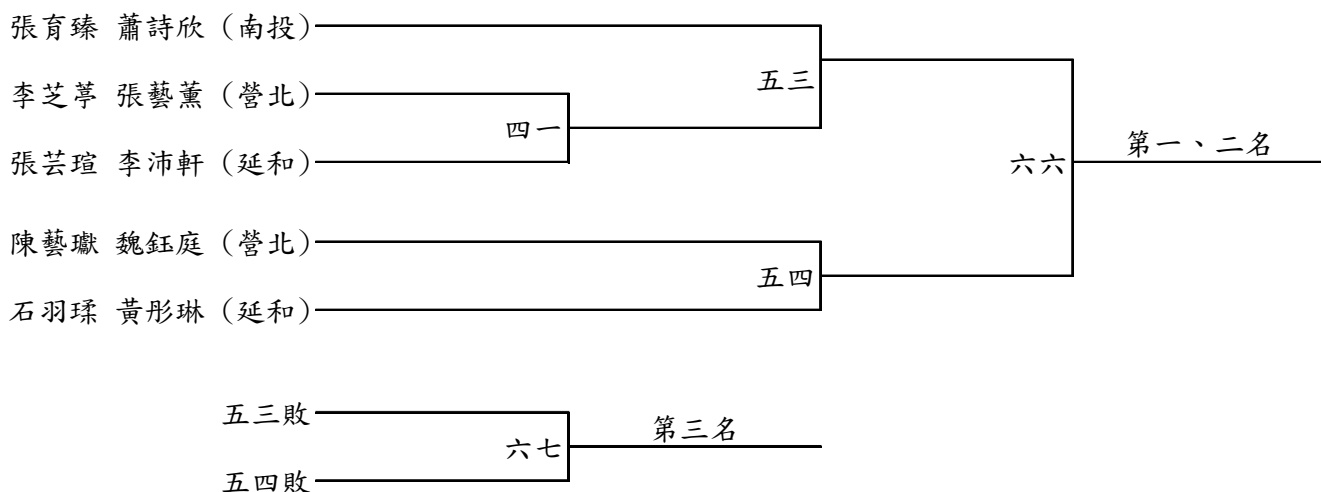 張育臻 蕭詩欣（南投）
五三
李芝葶 張藝薰（營北）
四一
張芸瑄 李沛軒（延和）
六六
第一、二名
陳藝瓛 魏鈺庭（營北）
五四
石羽瑈 黃彤琳（延和）
五三敗
六七
第三名
五四敗